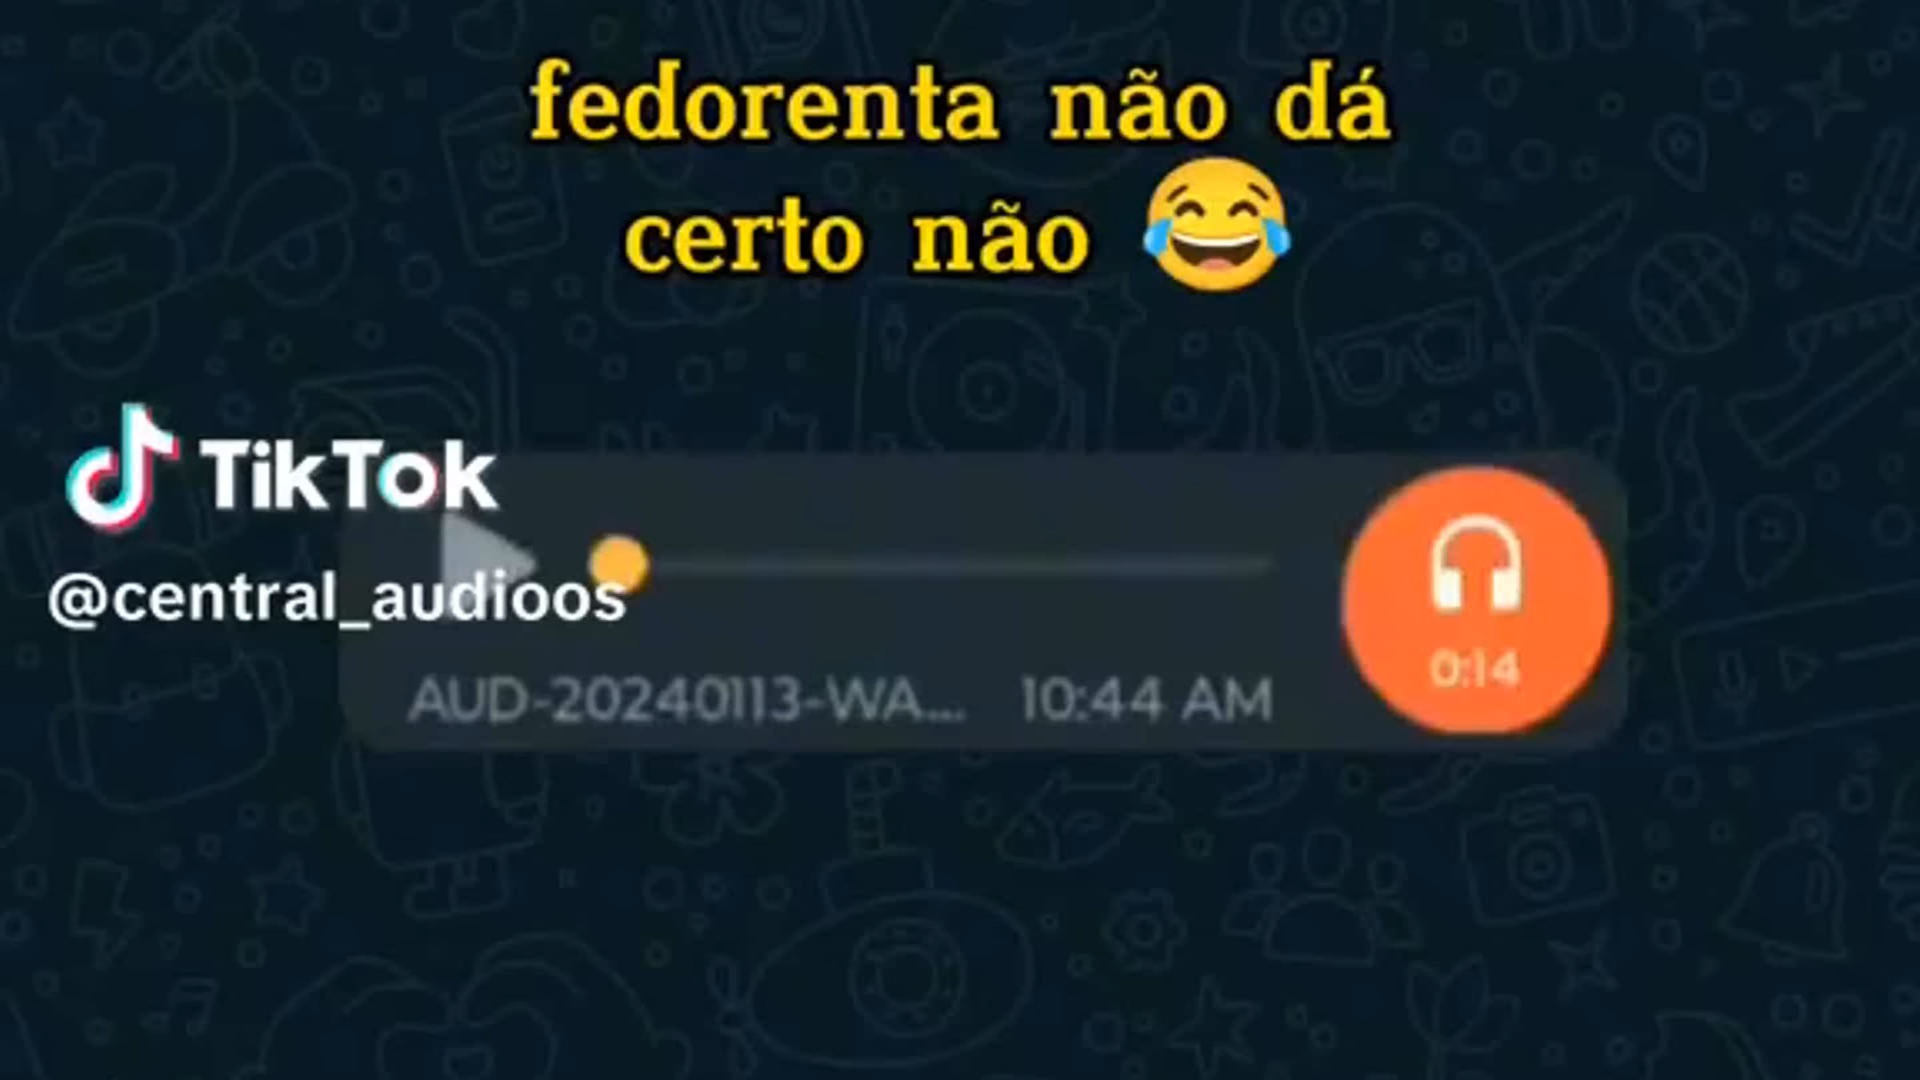 fedorenta não dá
certo não 😂
TikTok
@central_audioos
AUD-20240113-WA... 10:44 AM
0:14